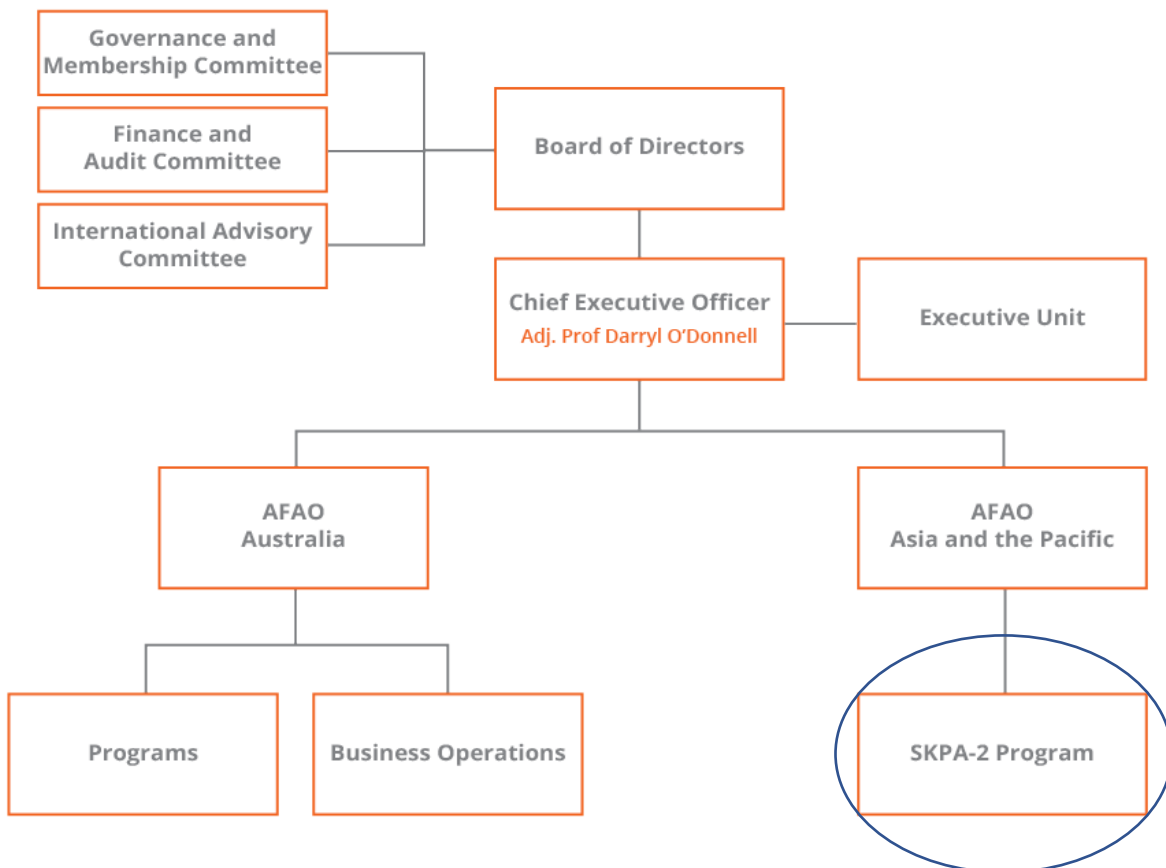 Governance and
Membership Committee
Finance and
Audit Committee
International Advisory
Committee
Board of Directors
Chief Executive Officer
Adj. Prof Darryl O’Donnell
Executive Unit
AFAO
Australia
AFAO
Asia and the Pacific
Programs
Business Operations
SKPA-2 Program